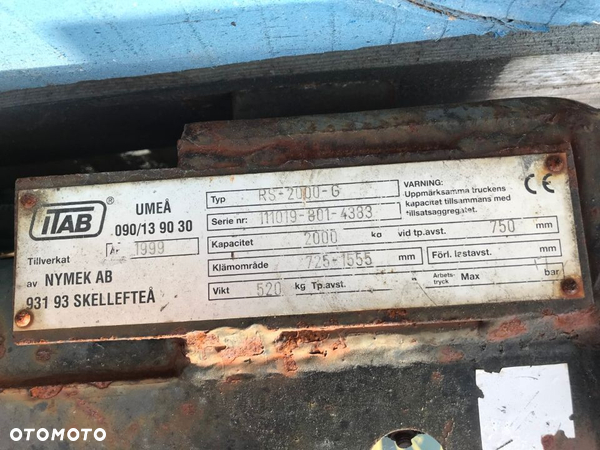 ITAB®
UMEÅ
090/13 90 30
Tillverkat År 1999
av NYMEK AB
931 93 SKELLEFTEÅ
Typ RS-2000-G
Serie nr: 111019-801-4383
Kapacitet 2000 kg vid tp.avst. 750 mm
Klämområde 725-1555 mm Förl. lastavst. mm
Vikt 520 kg Tp.avst. Arbets-tryck Max bar
VARNING:
Uppmärksamma truckens
kapacitet tillsammans med
tillsatsaggregatet.
CE
OTOMOTO